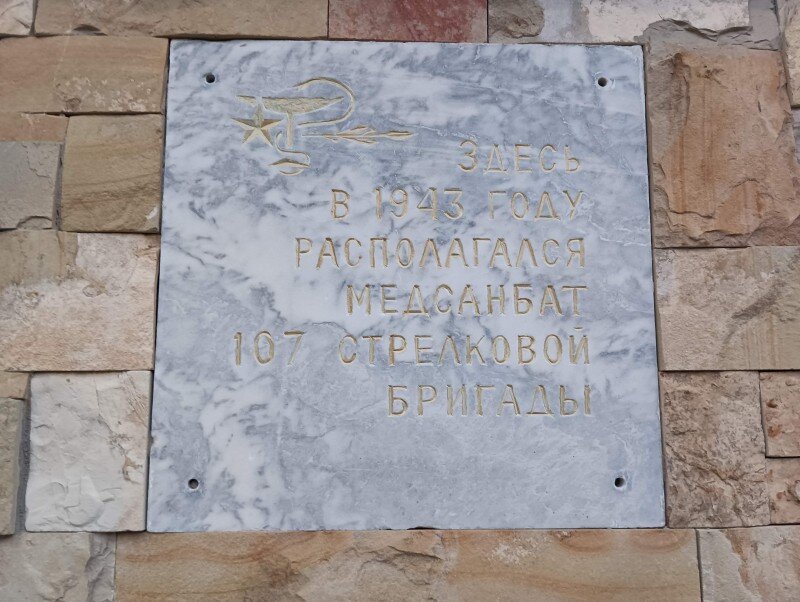 ЗДЕСЬ
В 1943 ГОДУ
РАСПОЛАГАЛСЯ
МЕДСАНБАТ
107 СТРЕЛКОВОЙ
БРИГАДЫ